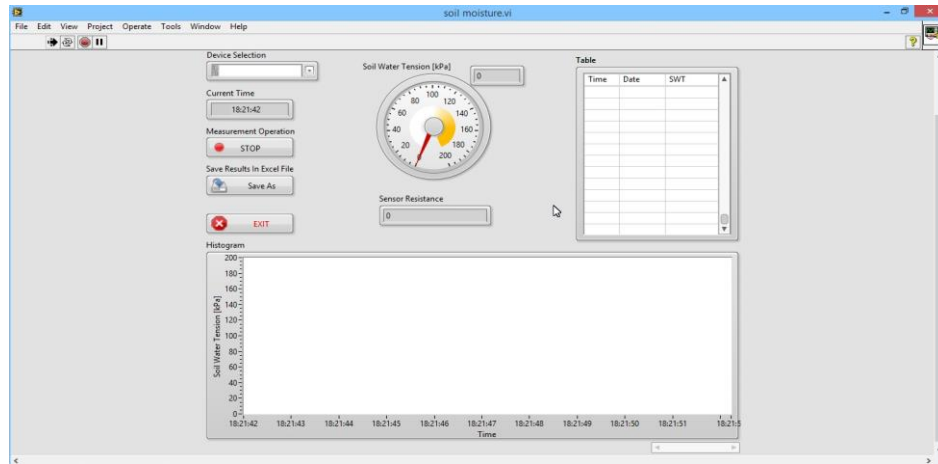 soil moisture.vi
File Edit View Project Operate Tools Window Help
Device Selection
Current Time
18:21:42
Measurement Operation
STOP
Save Results In Excel File
Save As
EXIT
Soil Water Tension [kPa]
0
20
40
60
80
100
120
140
160
180
200
Sensor Resistance
0
Table
Time Date SWT
Histogram
Soil Water Tension [kPa]
200
180
160
140
120
100
80
60
40
20
0
18:21:42 18:21:43 18:21:44 18:21:45 18:21:46 18:21:47 18:21:48 18:21:49 18:21:50 18:21:51 18:21:5
Time